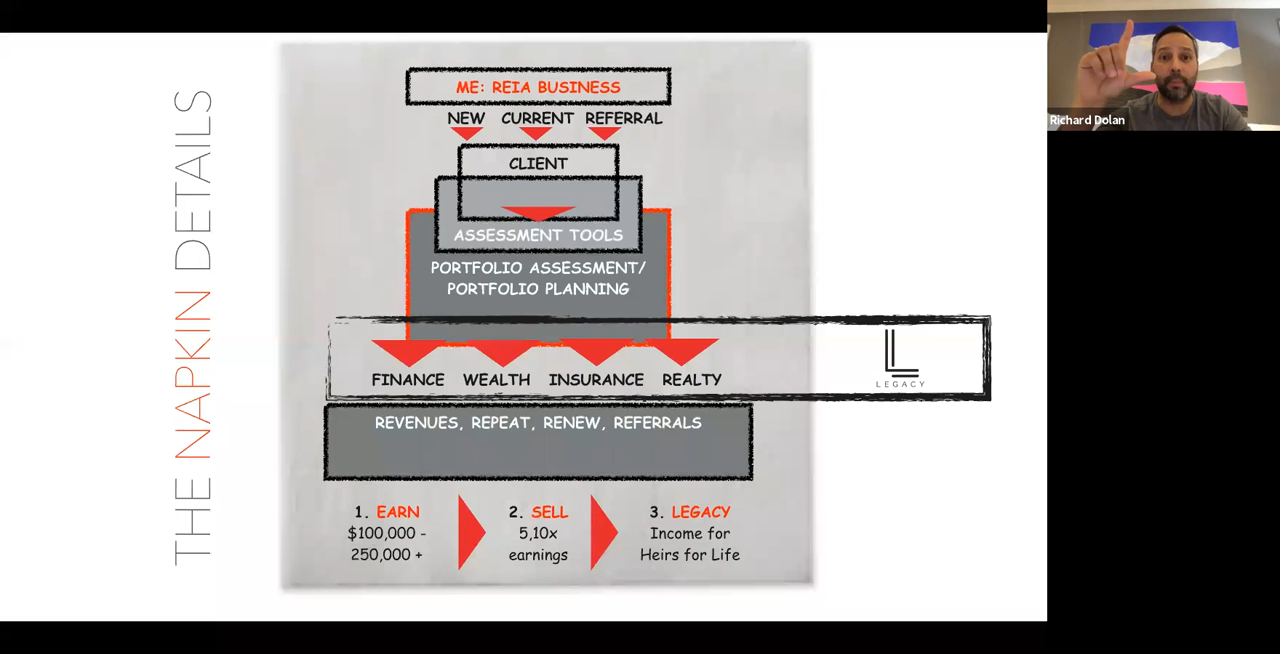 THE NAPKIN DETAILS
ME: REIA BUSINESS
NEW CURRENT REFERRAL
CLIENT
ASSESSMENT TOOLS
PORTFOLIO ASSESSMENT/
PORTFOLIO PLANNING
FINANCE WEALTH INSURANCE REALTY
LEGACY
REVENUES, REPEAT, RENEW, REFERRALS
1. EARN
$100,000 -
250,000 +
2. SELL
5,10x
earnings
3. LEGACY
Income for
Heirs for Life
Richard Dolan